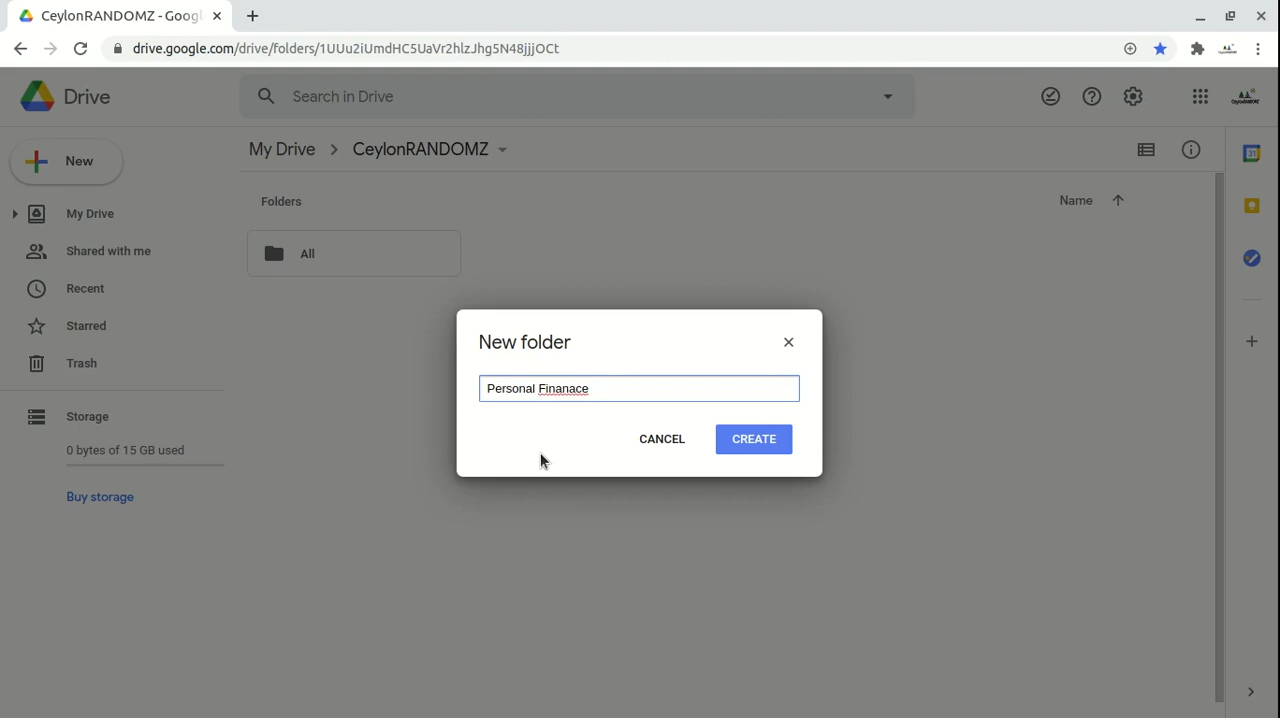 CeylonRANDOMZ - Googl
drive.google.com/drive/folders/1UUu2iUmdHC5UaVr2hlzJhg5N48jjjOCt
Drive
Search in Drive
New
My Drive
CeylonRANDOMZ
My Drive
Shared with me
Recent
Starred
Trash
Storage
0 bytes of 15 GB used
Buy storage
Folders
Name
All
New folder
Personal Finanace
CANCEL
CREATE
31